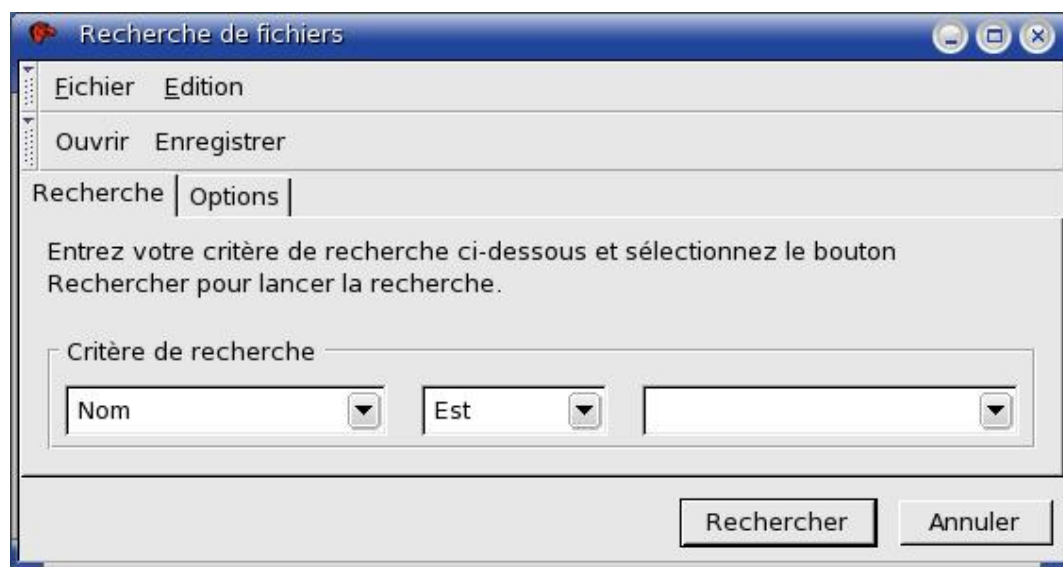 Recherche de fichiers
Fichier Edition
Ouvrir Enregistrer
Recherche Options
Entrez votre critère de recherche ci-dessous et sélectionnez le bouton
Rechercher pour lancer la recherche.
Critère de recherche
Nom Est
Rechercher Annuler